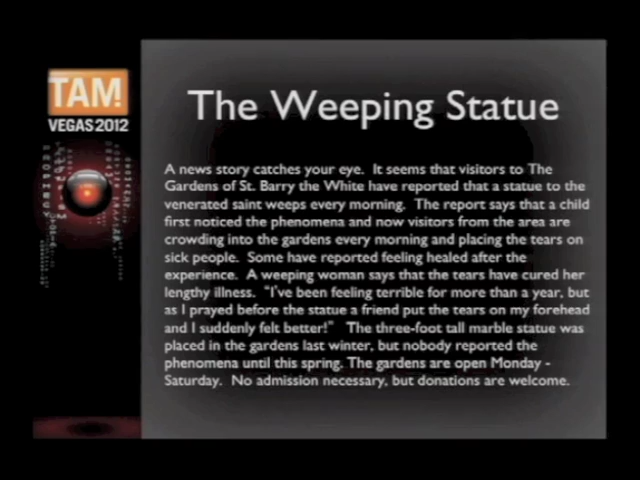 TAM!
VEGAS2012
The Weeping Statue
A news story catches your eye. It seems that visitors to The
Gardens of St. Barry the White have reported that a statue to the
venerated saint weeps every morning. The report says that a child
first noticed the phenomena and now visitors from the area are
crowding into the gardens every morning and placing the tears on
sick people. Some have reported feeling healed after the
experience. A weeping woman says that the tears have cured her
lengthy illness. "I've been feeling terrible for more than a year, but
as I prayed before the statue a friend put the tears on my forehead
and I suddenly felt better!" The three-foot tall marble statue was
placed in the gardens last winter, but nobody reported the
phenomena until this spring. The gardens are open Monday -
Saturday. No admission necessary, but donations are welcome.